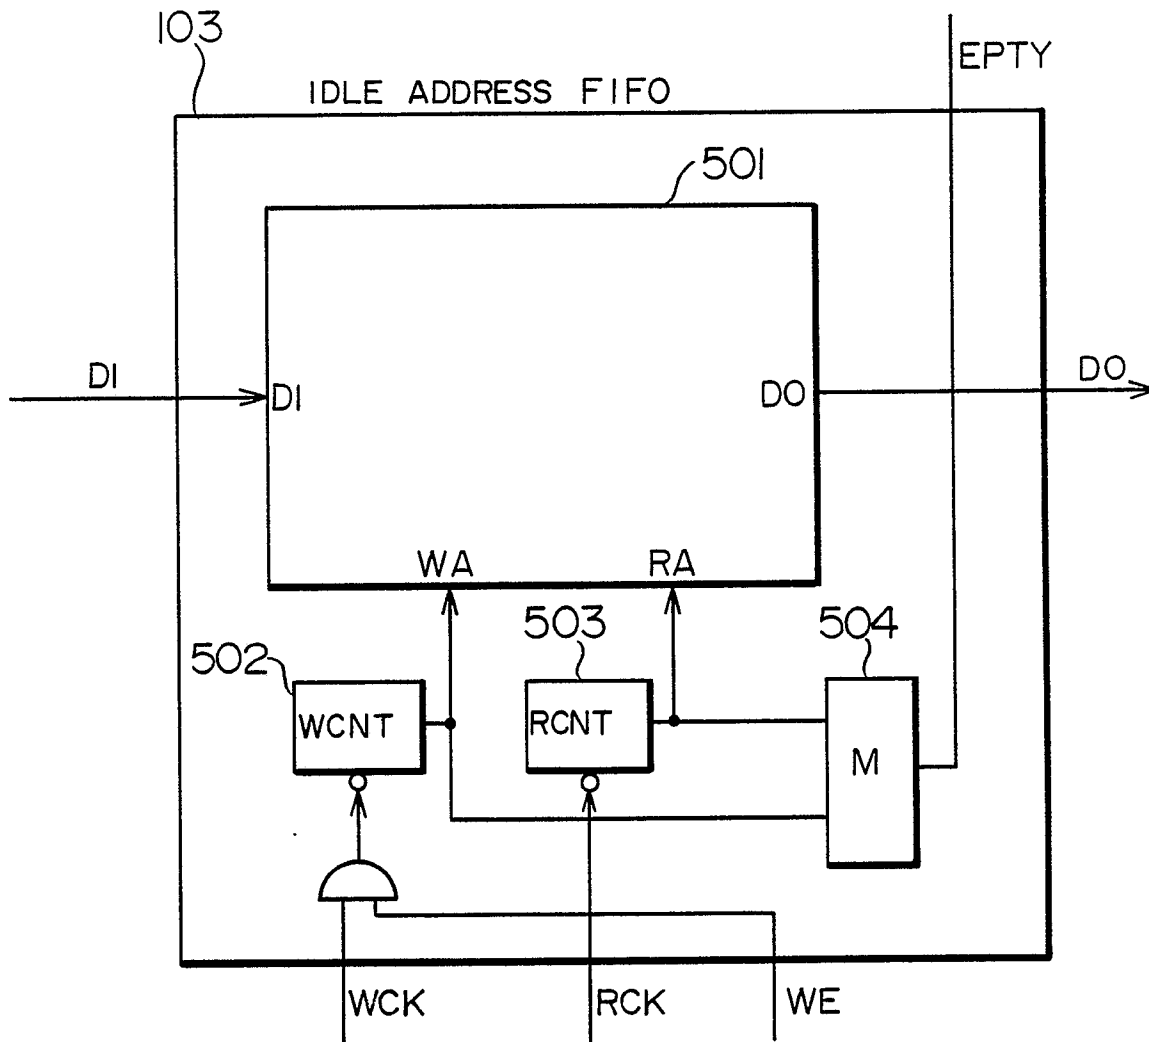 103
EPTY
IDLE ADDRESS FIFO
501
DI
DI
DO
DO
WA
RA
502
503
504
WCNT
RCNT
M
WCK
RCK
WE